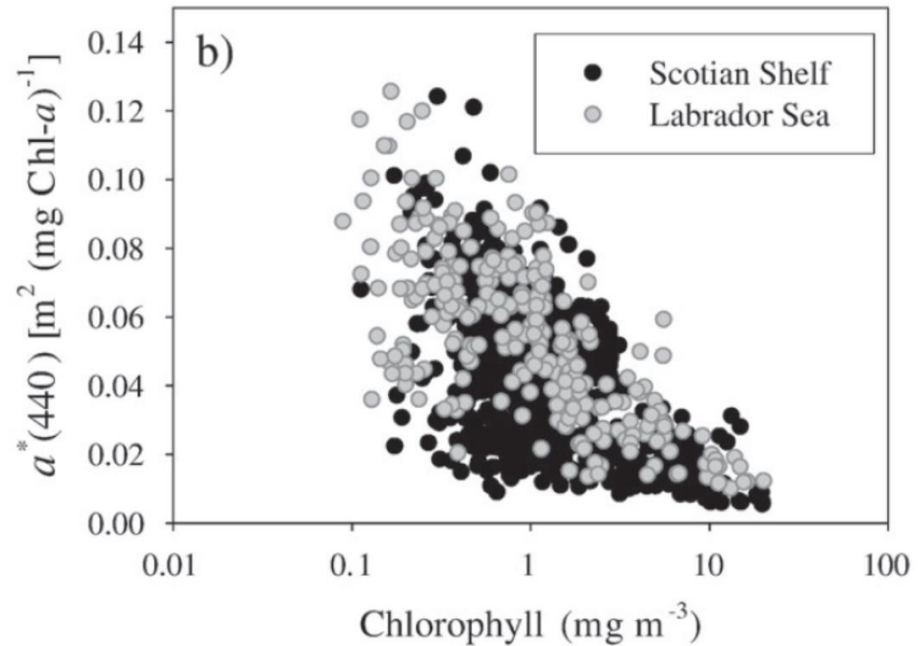 b)
Scotian Shelf
Labrador Sea
a*(440) [m² (mg Chl-a)⁻¹]
0.14
0.12
0.10
0.08
0.06
0.04
0.02
0.00
0.01 0.1 1 10 100
Chlorophyll (mg m⁻³)